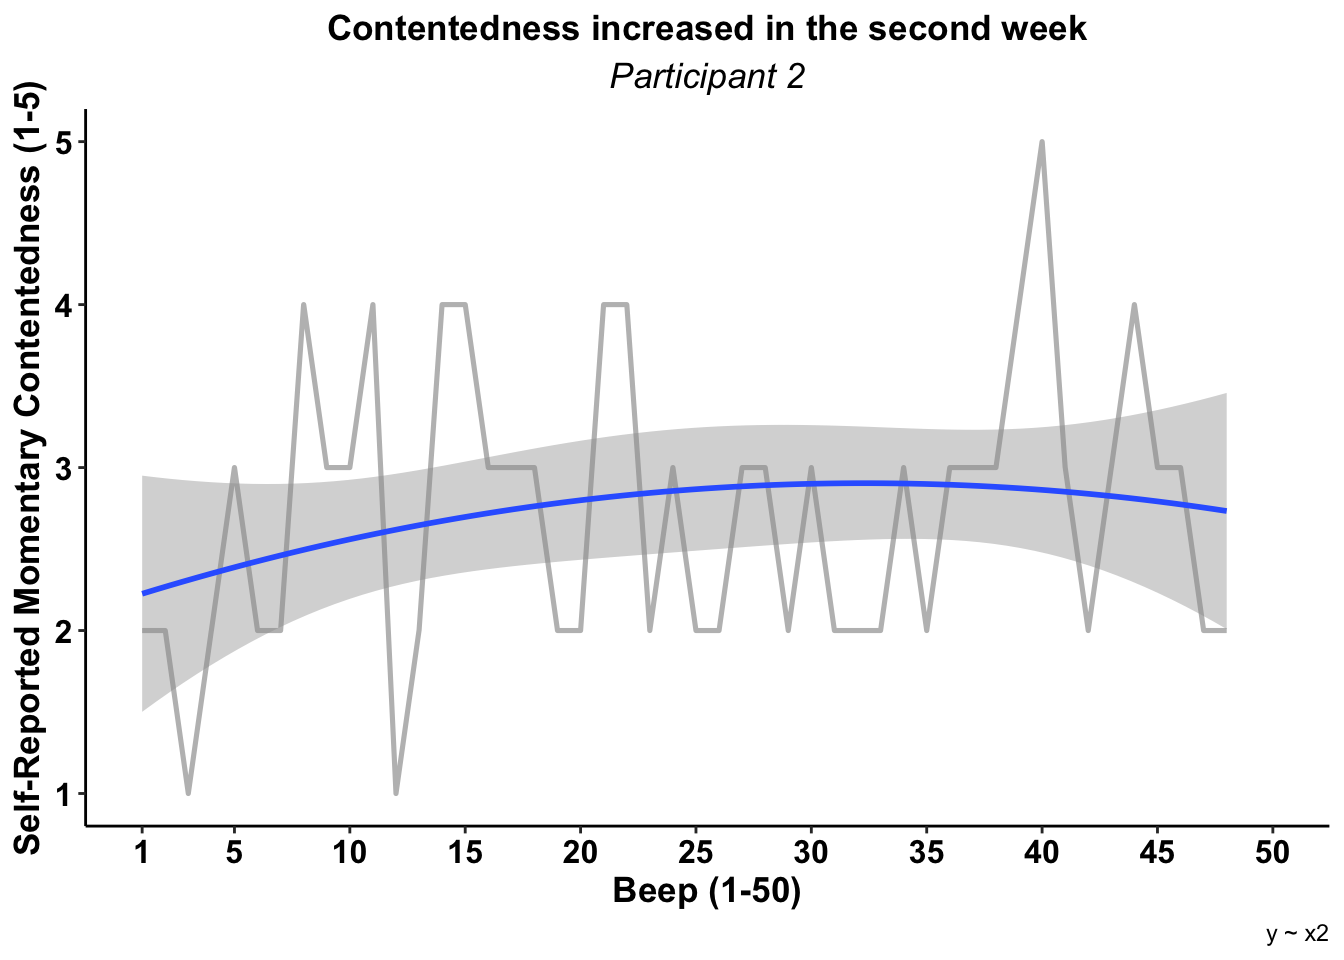 Contentedness increased in the second week
Participant 2
Self-Reported Momentary Contentedness (1-5)
5
4
3
2
1
1 5 10 15 20 25 30 35 40 45 50
Beep (1-50)
y ~ x2